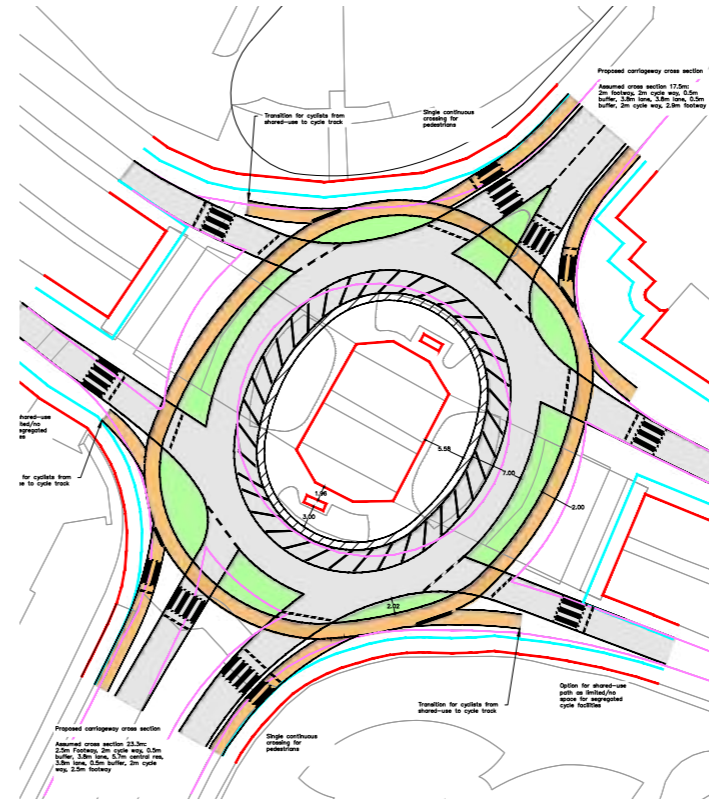 Proposed carriageway cross section
Assumed cross section 17.5m:
2m footway, 2m cycle way, 0.5m
buffer, 3.8m lane, 3.8m lane, 0.5m
buffer, 2m cycle way, 2.9m footway
Transition for cyclists from
shared-use to cycle track
Single continuous
crossing for
pedestrians
shared-use
limited/no
segregated
es
for cyclists from
se to cycle track
5.58
7.00
2.00
1.98
3.00
2.02
Option for shared-use
path as limited/no
space for segregated
cycle facilities
Transition for cyclists from
shared-use to cycle track
Single continuous
crossing for
pedestrians
Proposed carriageway cross section
Assumed cross section 23.3m:
2.5m Footway, 2m cycle way, 0.5m
buffer, 3.8m lane, 5.7m central res,
3.8m lane, 0.5m buffer, 2m cycle
way, 2.5m footway